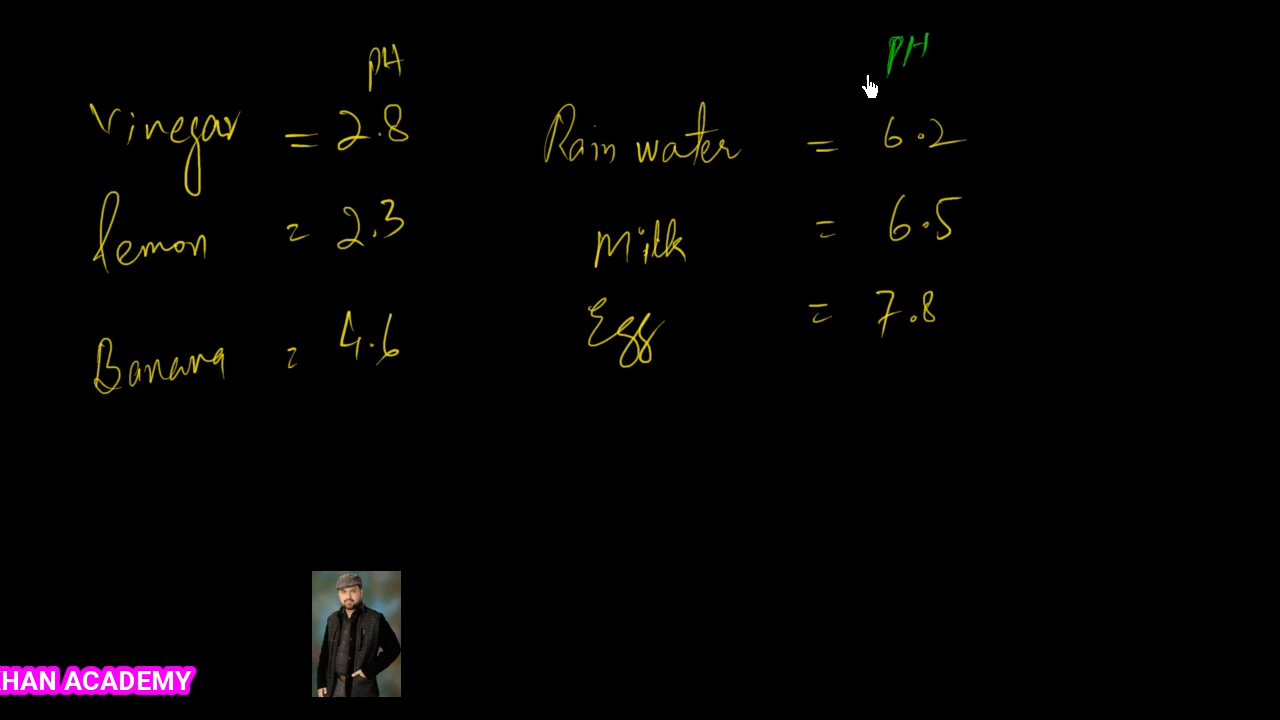 pH
Vinegar = 2.8
lemon = 2.3
Banana = 4.6
PH
Rain water = 6.2
Milk = 6.5
Egg = 7.8
HAN ACADEMY